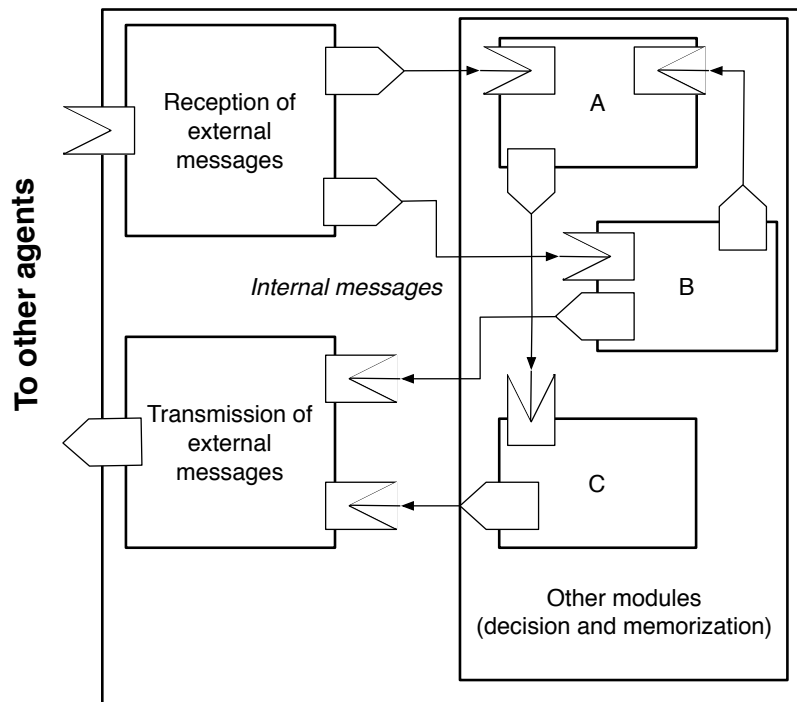 To other agents
Reception of
external
messages
A
B
Internal messages
Transmission of
external
messages
C
Other modules
(decision and memorization)